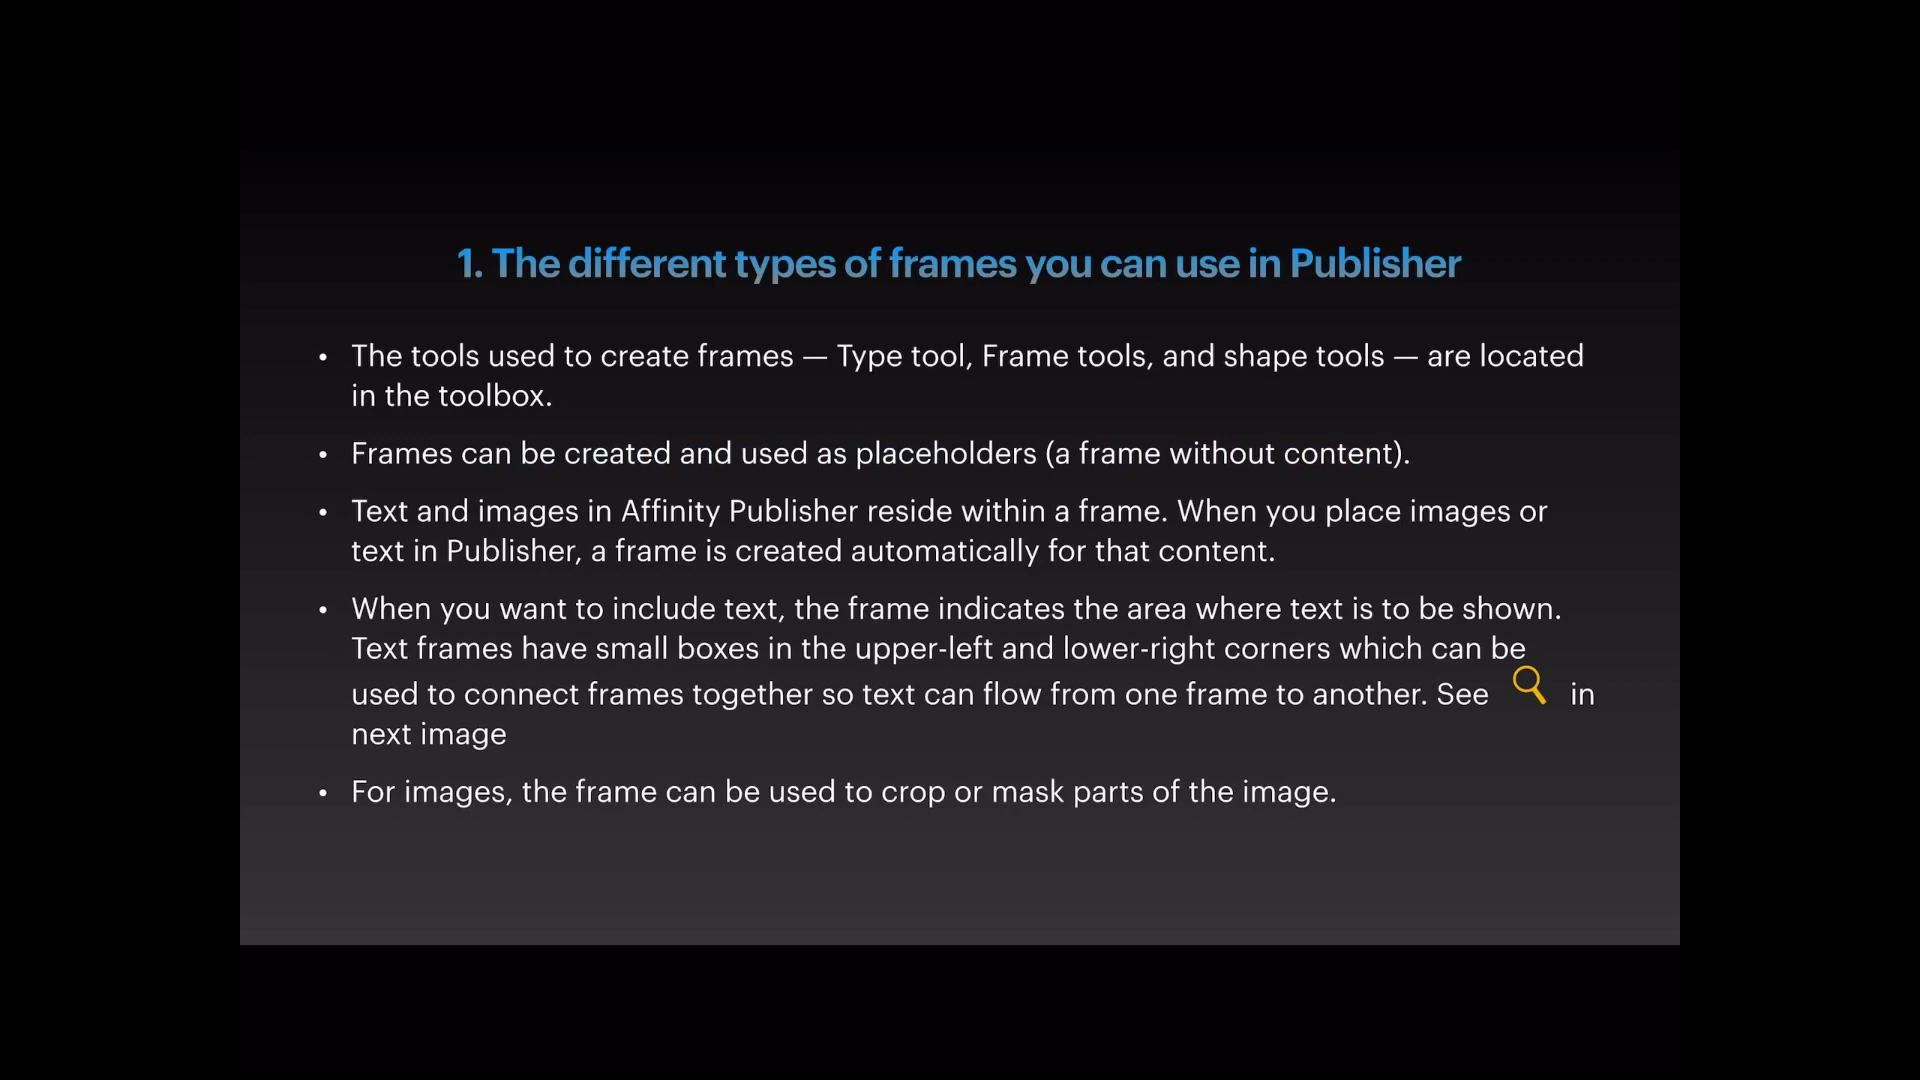 1. The different types of frames you can use in Publisher
• The tools used to create frames — Type tool, Frame tools, and shape tools — are located
in the toolbox.
• Frames can be created and used as placeholders (a frame without content).
• Text and images in Affinity Publisher reside within a frame. When you place images or
text in Publisher, a frame is created automatically for that content.
• When you want to include text, the frame indicates the area where text is to be shown.
Text frames have small boxes in the upper-left and lower-right corners which can be
used to connect frames together so text can flow from one frame to another. See in
next image
• For images, the frame can be used to crop or mask parts of the image.